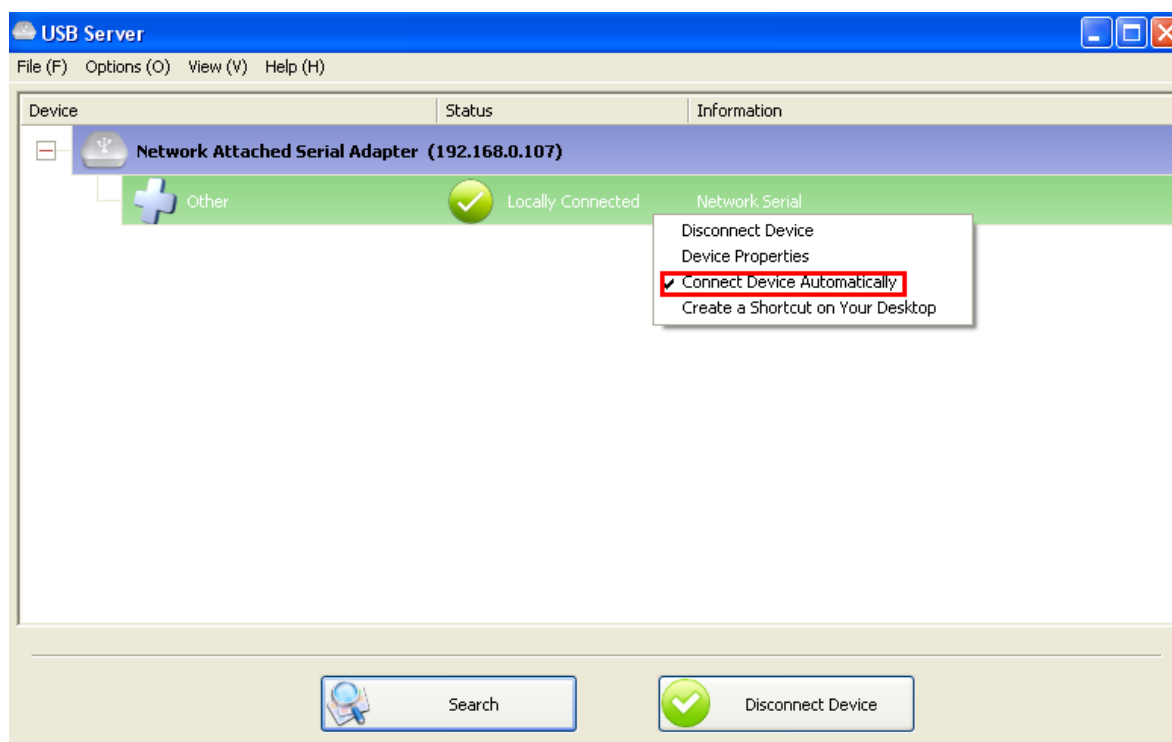 USB Server
File (F) Options (O) View (V) Help (H)
Device Status Information
Network Attached Serial Adapter (192.168.0.107)
Other Locally Connected Network Serial
Disconnect Device
Device Properties
Connect Device Automatically
Create a Shortcut on Your Desktop
Search Disconnect Device